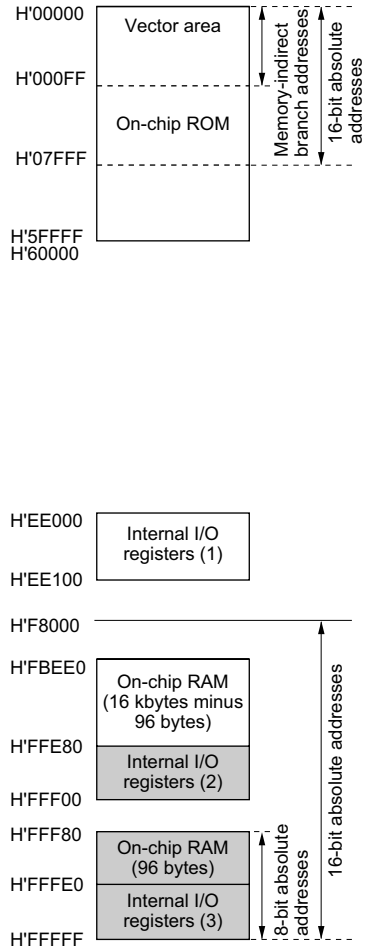 H'00000
Vector area
H'000FF
On-chip ROM
H'07FFF
H'5FFFF
H'60000
Memory-indirect
branch addresses
16-bit absolute
addresses
H'EE000
Internal I/O
registers (1)
H'EE100
H'F8000
H'FBEE0
On-chip RAM
(16 kbytes minus
96 bytes)
H'FFE80
Internal I/O
registers (2)
H'FFF00
H'FFF80
On-chip RAM
(96 bytes)
H'FFFE0
Internal I/O
registers (3)
H'FFFFF
8-bit absolute
addresses
16-bit absolute addresses